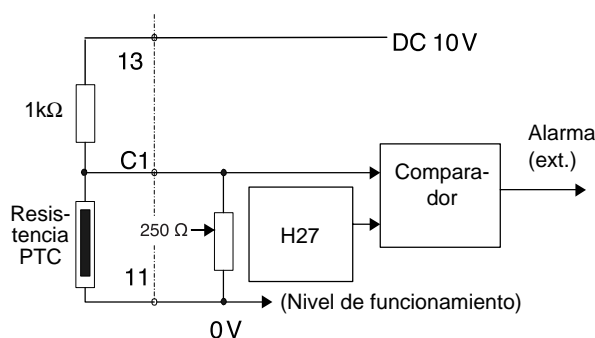 DC 10 V
13
1kΩ
C1
Alarma
(ext.)
Compara-
dor
Resis-
tencia
PTC
250 Ω
H27
11
(Nivel de funcionamiento)
0 V